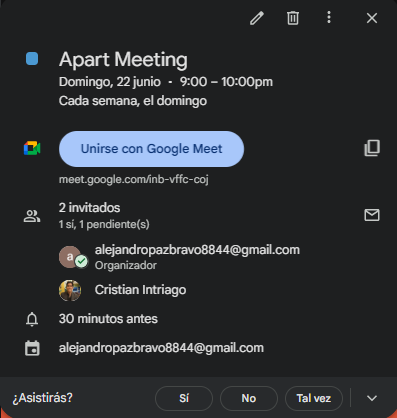 Apart Meeting
Domingo, 22 junio • 9:00 – 10:00pm
Cada semana, el domingo
Unirse con Google Meet
meet.google.com/inb-vffc-coj
2 invitados
1 sí, 1 pendiente(s)
a
alejandropazbravo8844@gmail.com
Organizador
Cristian Intriago
30 minutos antes
alejandropazbravo8844@gmail.com
¿Asistirás?
Sí
No
Tal vez